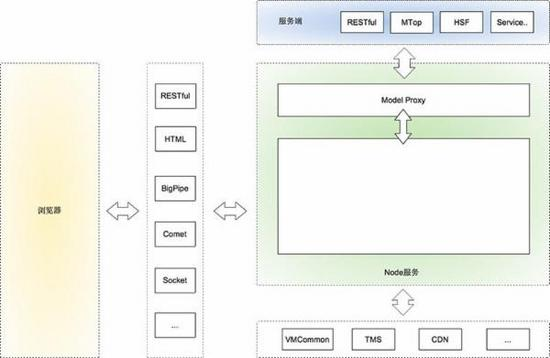 服务端
RESTful
MTop
HSF
Service..
Model Proxy
Node服务
浏览器
RESTful
HTML
BigPipe
Comet
Socket
....
VMCommon
TMS
CDN
...